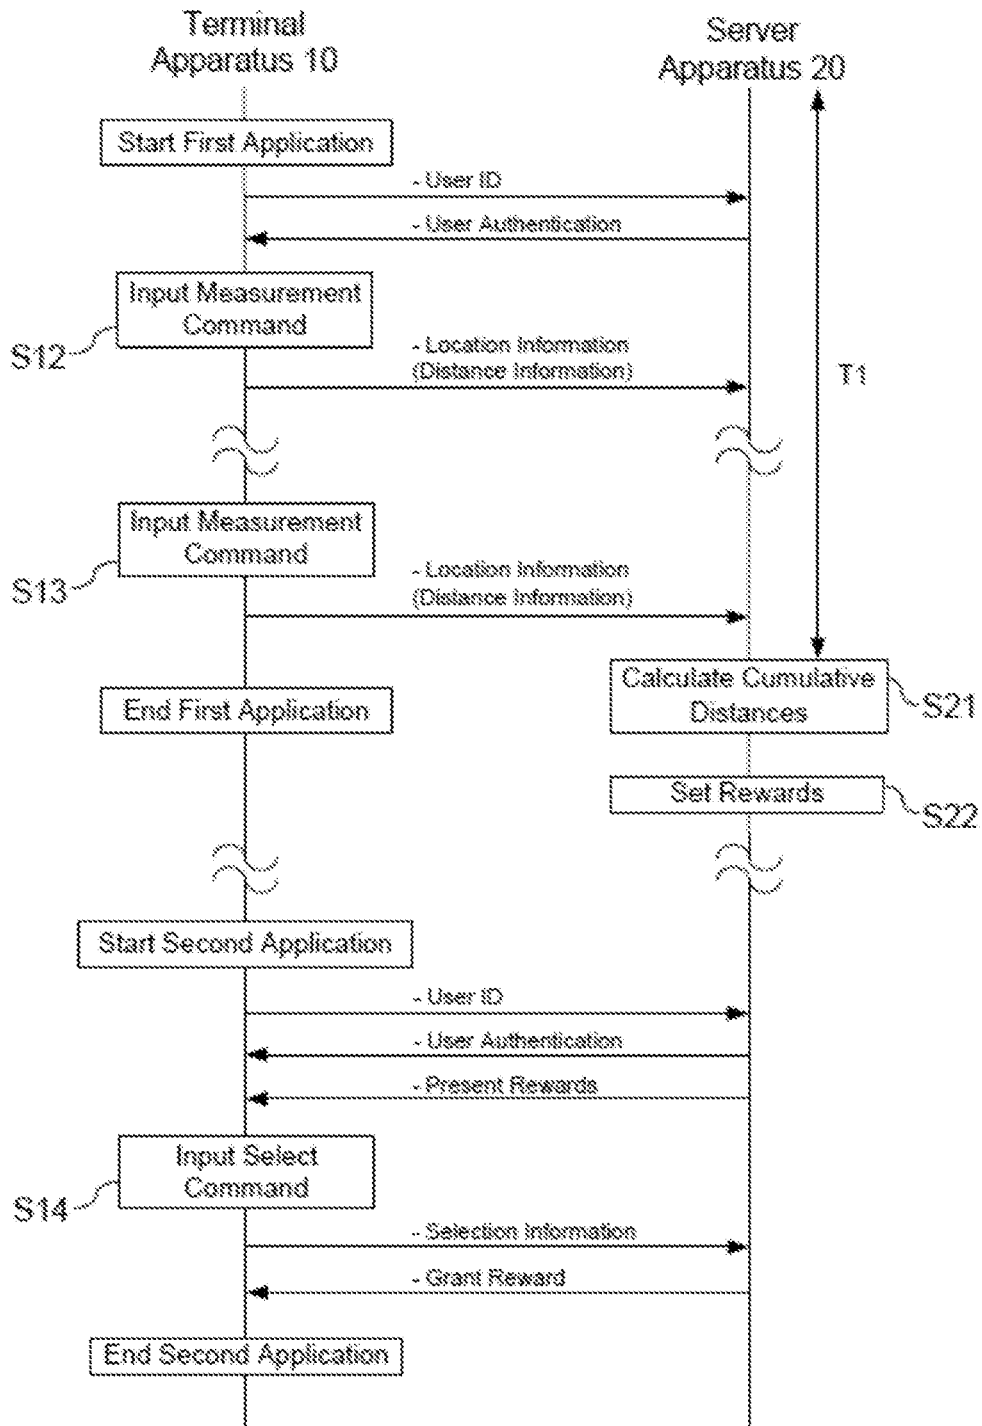 Terminal
Apparatus 10
Server
Apparatus 20
Start First Application
- User ID
- User Authentication
Input Measurement
Command
S12
- Location Information
(Distance Information)
T1
Input Measurement
Command
S13
- Location Information
(Distance Information)
Calculate Cumulative
Distances
S21
End First Application
Set Rewards
S22
Start Second Application
- User ID
- User Authentication
- Present Rewards
Input Select
Command
S14
- Selection Information
- Grant Reward
End Second Application